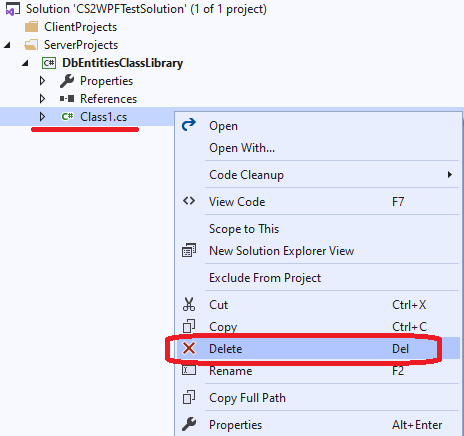 Solution 'CS2WPFTestSolution' (1 of 1 project)
ClientProjects
ServerProjects
C# DbEntitiesClassLibrary
Properties
References
C# Class1.cs
Open
Open With...
Code Cleanup
View Code F7
Scope to This
New Solution Explorer View
Exclude From Project
Cut Ctrl+X
Copy Ctrl+C
Delete Del
Rename F2
Copy Full Path
Properties Alt+Enter